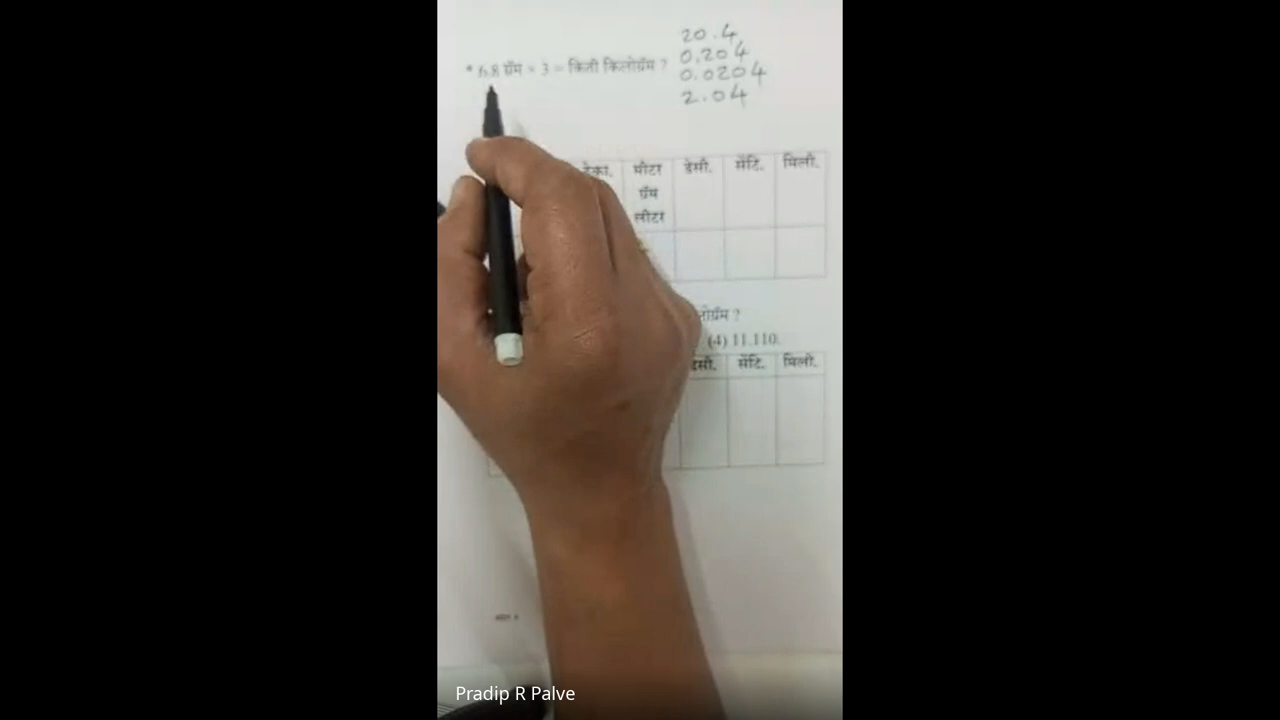 * 6.8 ग्रॅम × 3 = किती किलोग्रॅम ?
20.4
0.204
0.0204
2.04
डेका. मीटर ग्रॅम लीटर डेसी. सेंटि. मिली.
ग्रॅम ?
(4) 11.110.
डेसी. सेंटि. मिली.
Pradip R Palve